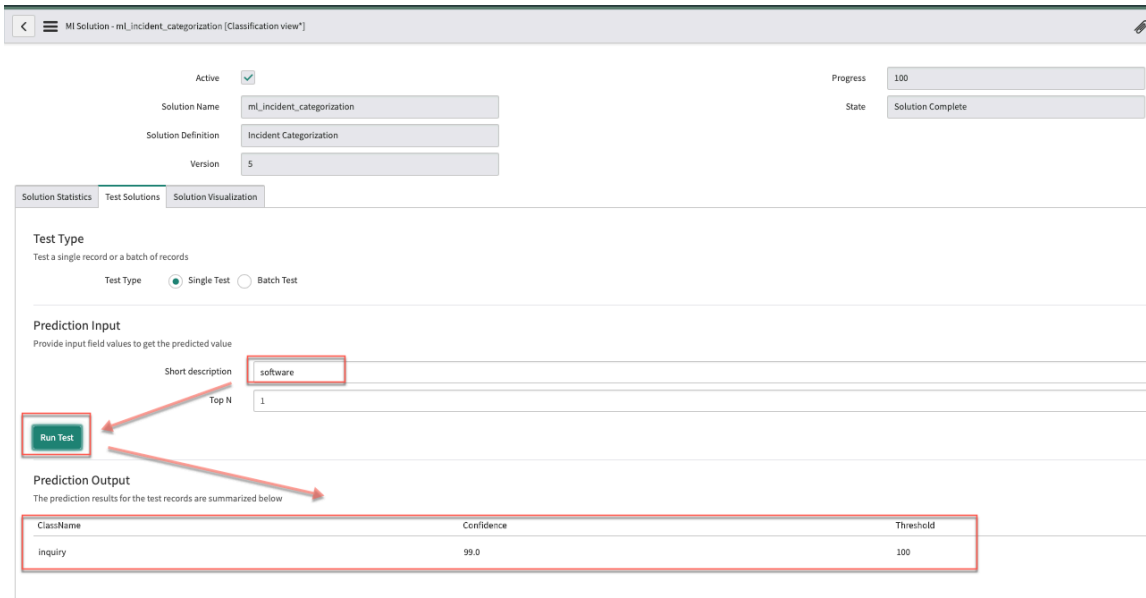 Ml Solution - ml_incident_categorization [Classification view*]
Active
Progress 100
Solution Name ml_incident_categorization
State Solution Complete
Solution Definition Incident Categorization
Version 5
Solution Statistics Test Solutions Solution Visualization
Test Type
Test a single record or a batch of records
Test Type Single Test Batch Test
Prediction Input
Provide input field values to get the predicted value
Short description software
Top N 1
Run Test
Prediction Output
The prediction results for the test records are summarized below
ClassName Confidence Threshold
inquiry 99.0 100